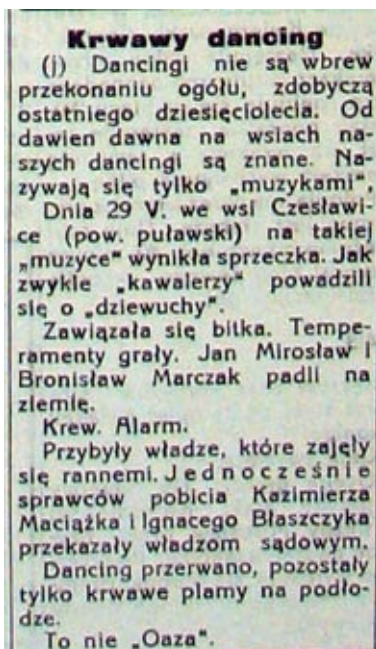 Krwawy dancing
(j) Dancingi nie są wbrew
przekonaniu ogółu, zdobyczą
ostatniego dziesięciolecia. Od
dawien dawna na wsiach na-
szych dancingi są znane. Na-
zywają się tylko „muzykami”,
Dnia 29 V. we wsi Czesławi-
ce (pow. puławski) na takiej
„muzyce” wynikła sprzeczka. Jak
zwykle „kawalerzy” powadzili
się o „dziewuchy”.
Zawiązała się bitka. Tempe-
ramenty grały. Jan Mirosław i
Bronisław Marczak padli na
ziemię.
Krew. Alarm.
Przybyły władze, które zajęły
się rannemi. Jednocześnie
sprawców pobicia Kazimierza
Maciążka i Ignacego Błaszczyka
przekazały władzom sądowym.
Dancing przerwano, pozostały
tylko krwawe plamy na podło-
dze.
To nie „Oaza”.